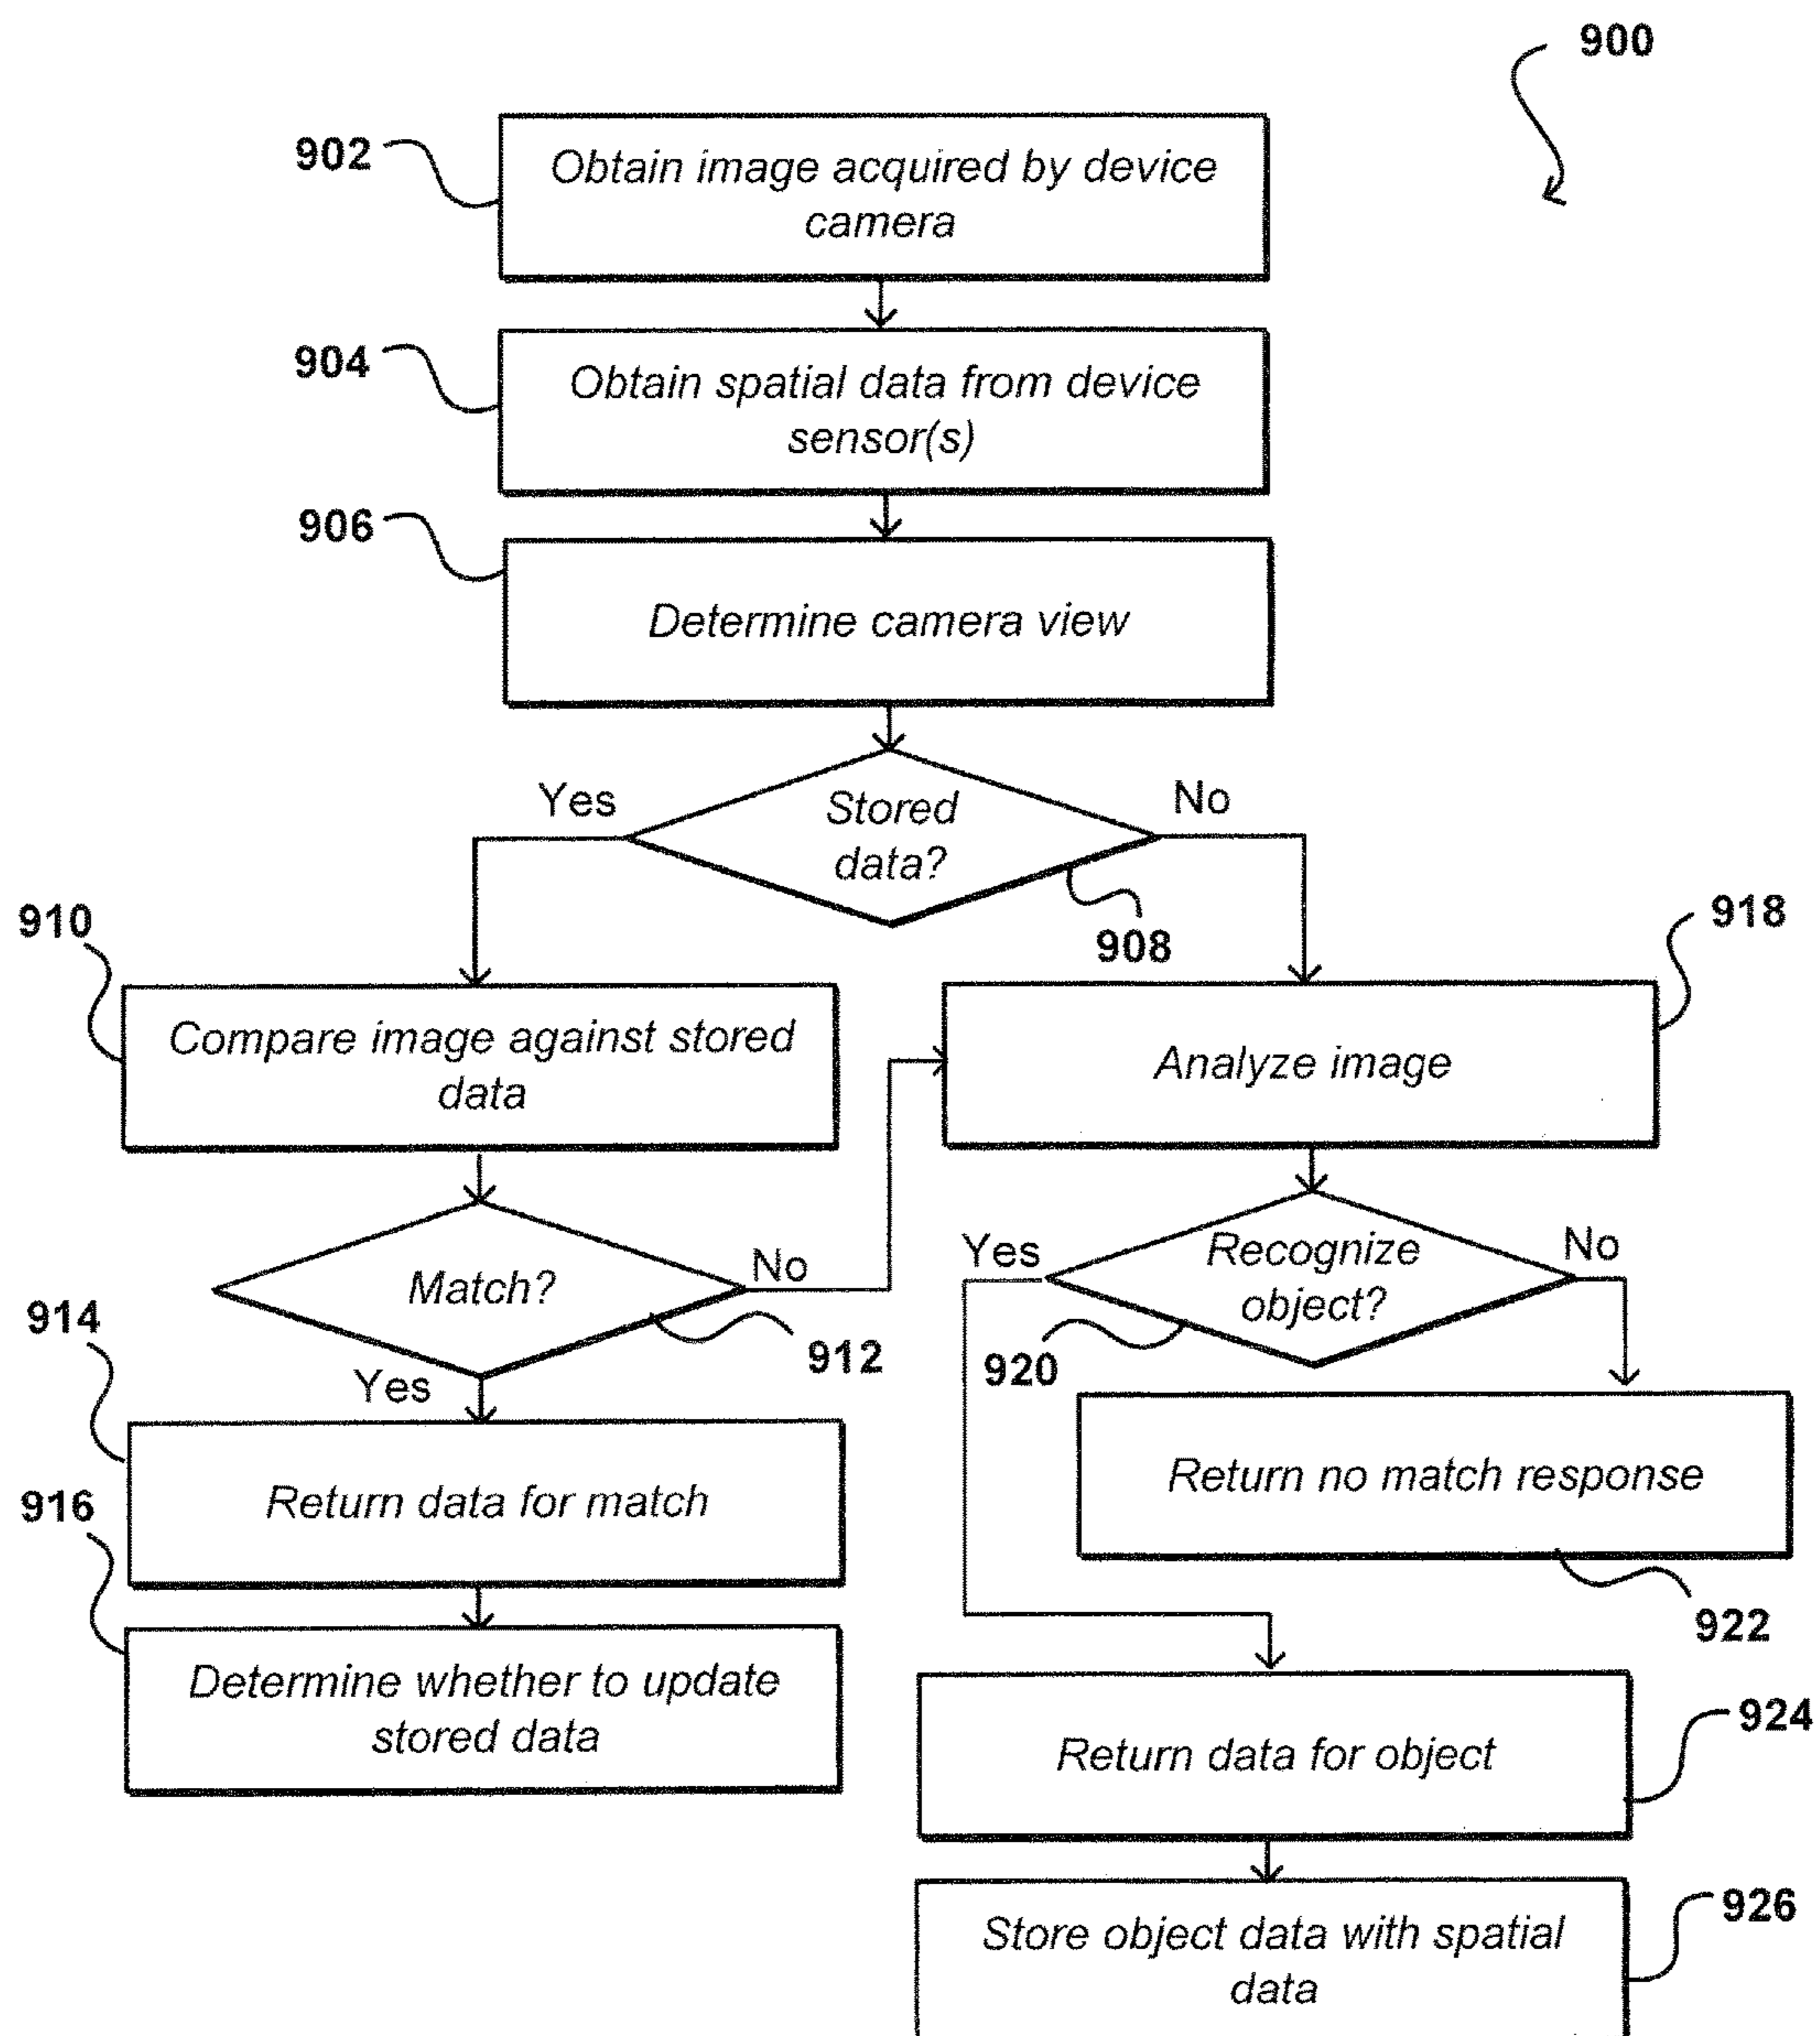 900
902
Obtain image acquired by device
camera
904
Obtain spatial data from device
sensor(s)
906
Determine camera view
Yes
Stored
data?
No
908
910
Compare image against stored
data
918
Analyze image
Match?
No
912
Yes
Recognize
object?
No
920
914
Return data for match
Return no match response
922
916
Determine whether to update
stored data
Return data for object
924
Store object data with spatial
data
926
Yes